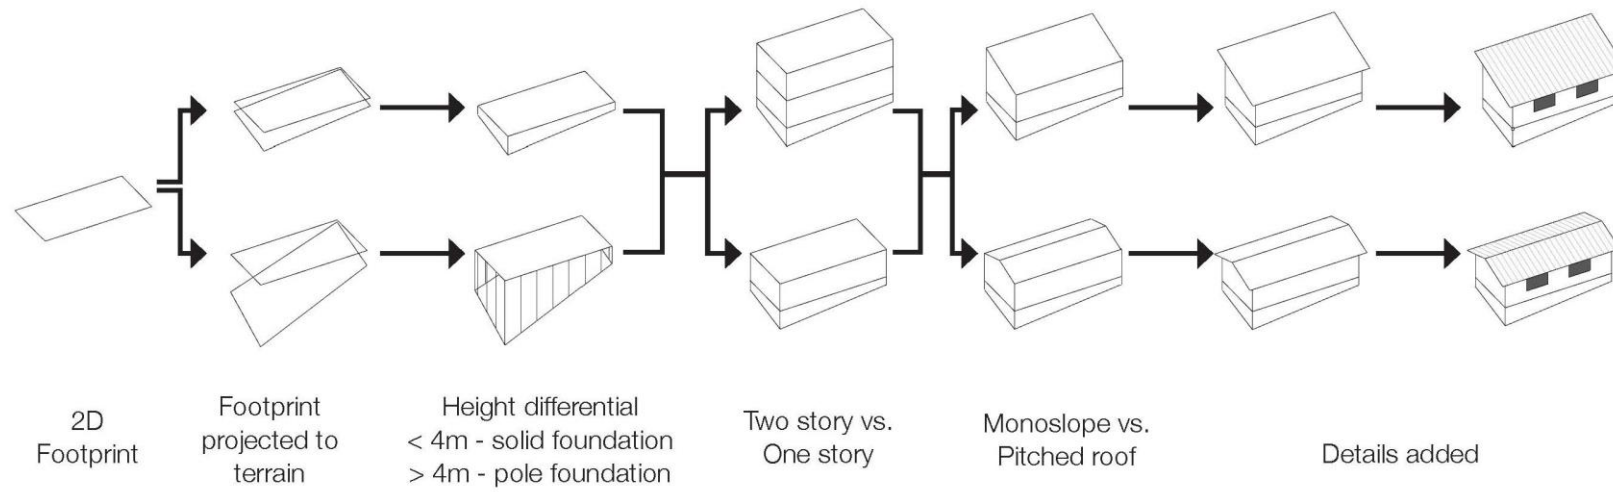 2D
Footprint
Footprint
projected to
terrain
Height differential
< 4m - solid foundation
> 4m - pole foundation
Two story vs.
One story
Monoslope vs.
Pitched roof
Details added